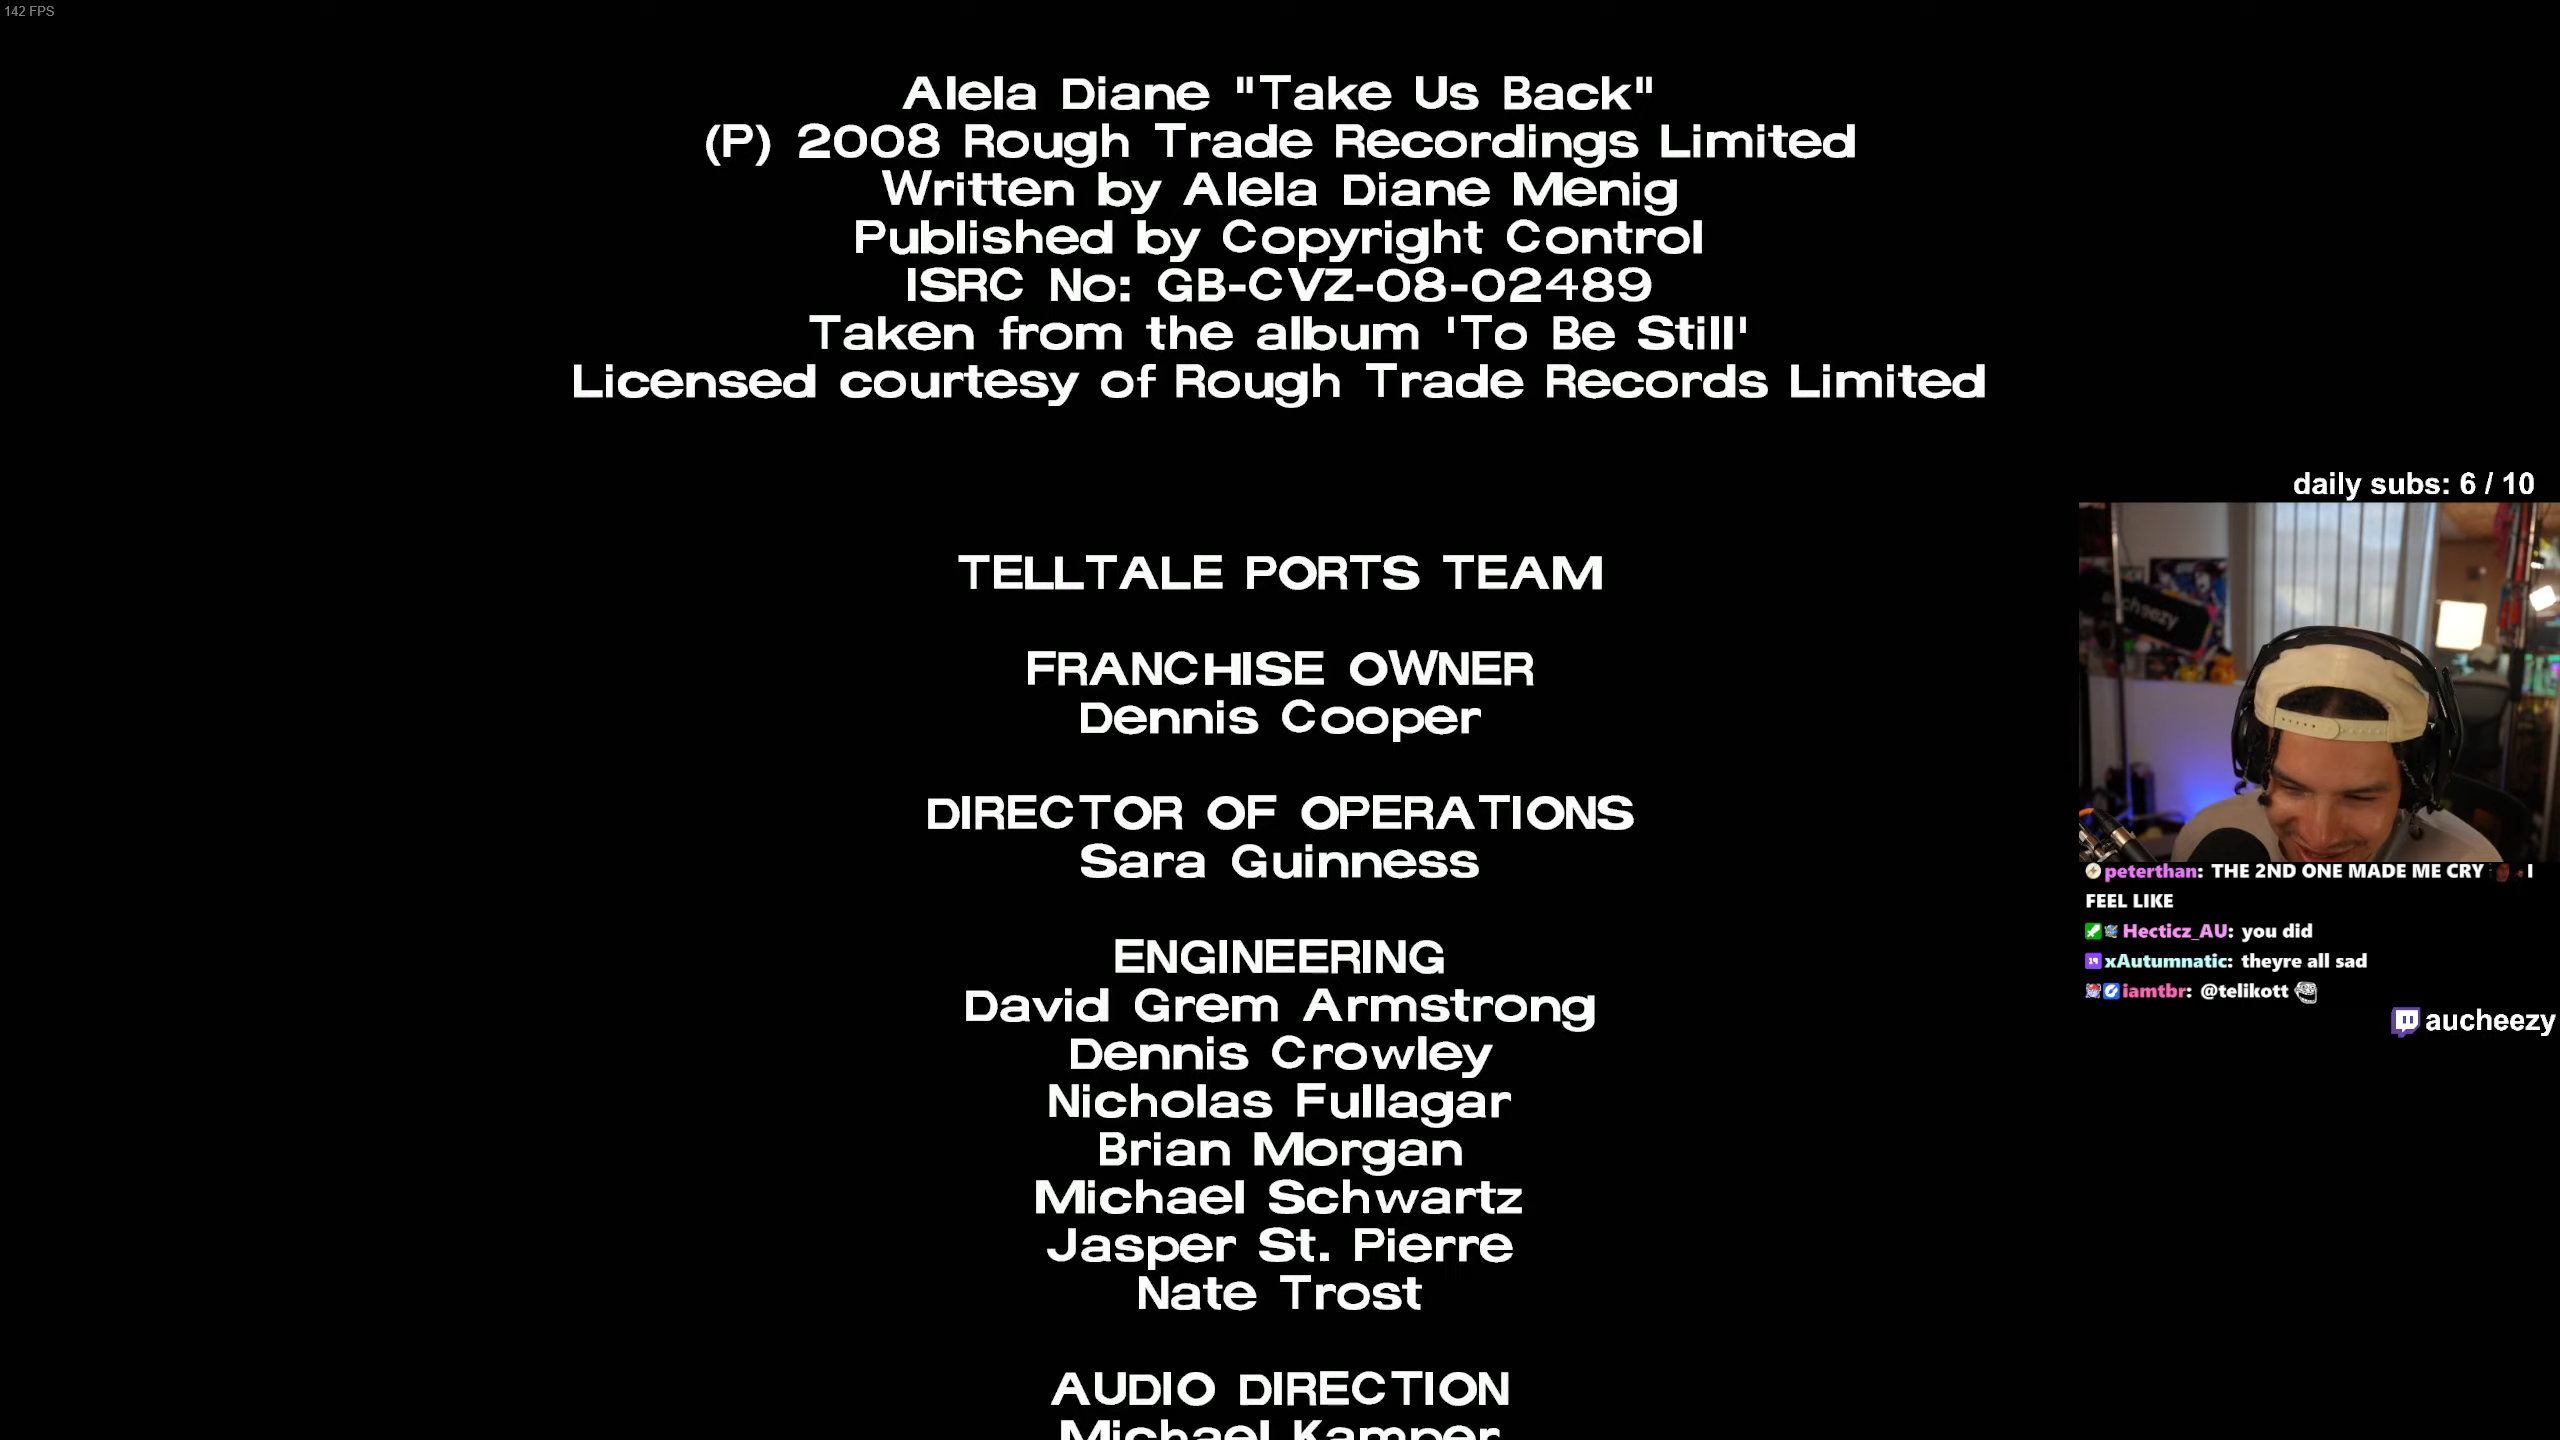 142 FPS
Alela Diane "Take Us Back"
(P) 2008 Rough Trade Recordings Limited
Written by Alela Diane Menig
Published by Copyright Control
ISRC No: GB-CVZ-08-02489
Taken from the album 'To Be Still'
Licensed courtesy of Rough Trade Records Limited
TELLTALE PORTS TEAM
FRANCHISE OWNER
Dennis Cooper
DIRECTOR OF OPERATIONS
Sara Guinness
ENGINEERING
David Grem Armstrong
Dennis Crowley
Nicholas Fullagar
Brian Morgan
Michael Schwartz
Jasper St. Pierre
Nate Trost
AUDIO DIRECTION
Michael Kamper
daily subs: 6 / 10
aucheezy
peterthan: THE 2ND ONE MADE ME CRY I
FEEL LIKE
Hecticz_AU: you did
xAutumnatic: theyre all sad
iamtbr: @telikott
aucheezy